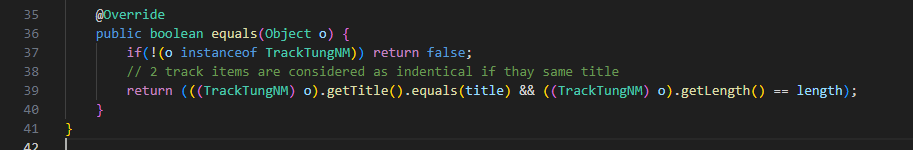 35 @Override
36 public boolean equals(Object o) {
37 if(!(o instanceof TrackTungNM)) return false;
38 // 2 track items are considered as indentical if thay same title
39 return (((TrackTungNM) o).getTitle().equals(title) && ((TrackTungNM) o).getLength() == length);
40 }
41 }
42